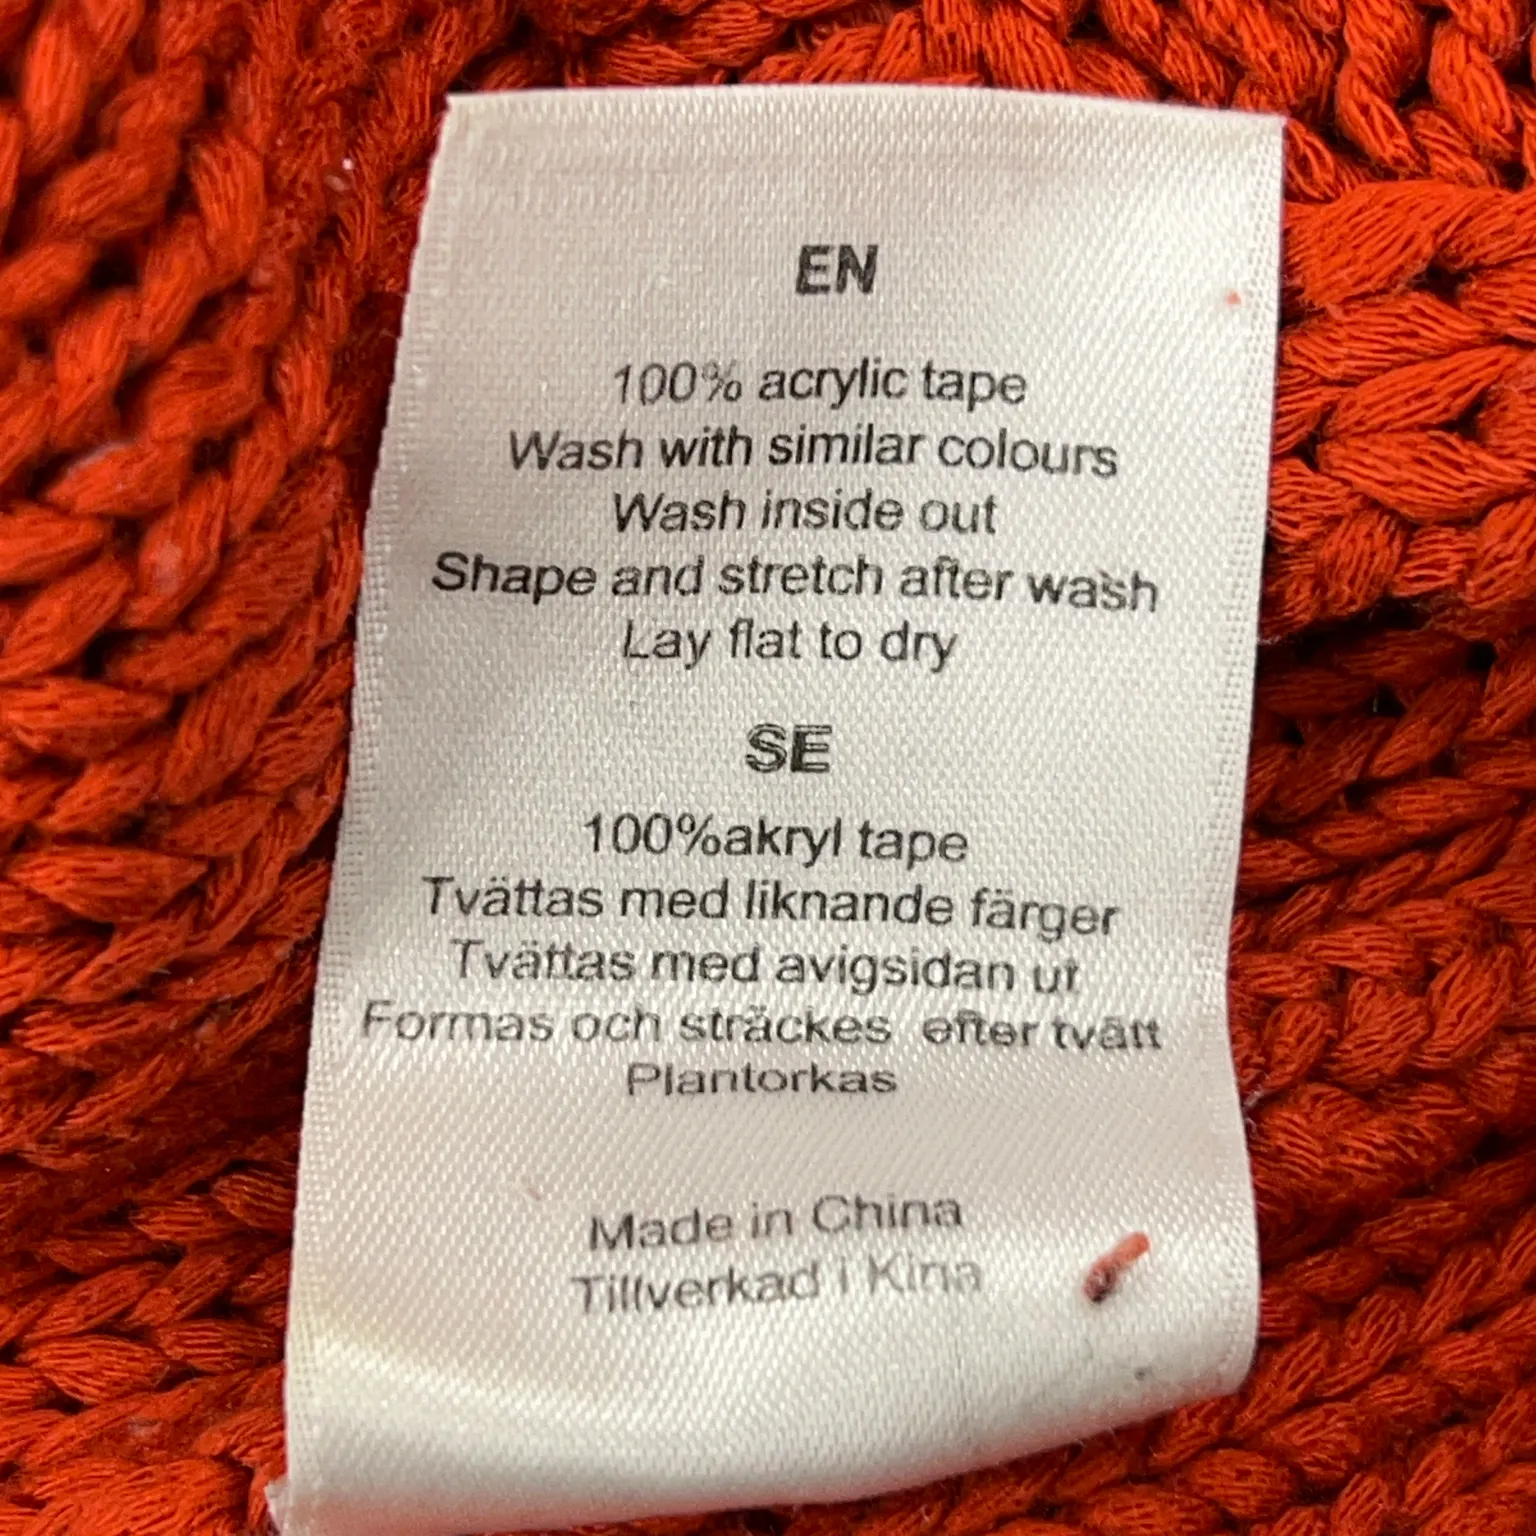 EN
100% acrylic tape
Wash with similar colours
Wash inside out
Shape and stretch after wash
Lay flat to dry
SE
100%akryl tape
Tvättas med liknande färger
Tvättas med avigsidan ut
Formas och sträckes efter tvätt
Plantorkas
Made in China
Tillverkad i Kina